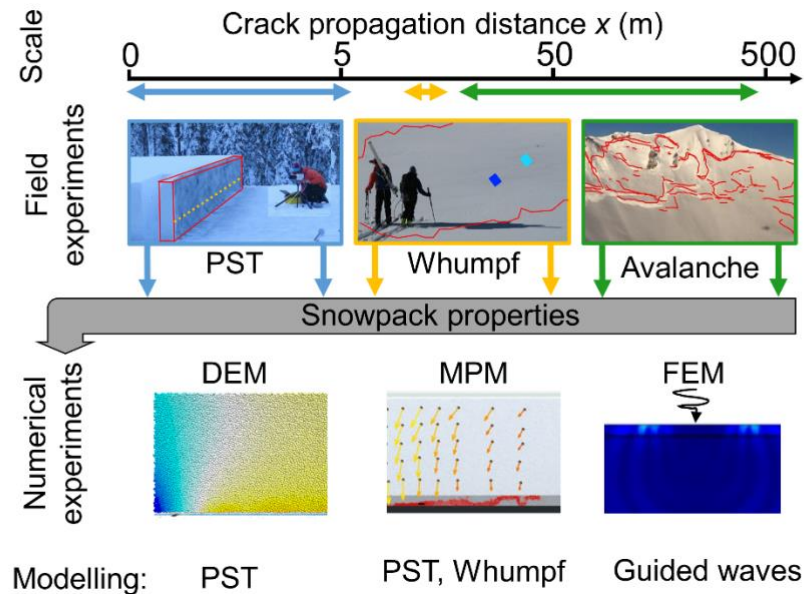 Scale
Crack propagation distance x (m)
0 5 50 500
Field
experiments
PST Whumpf Avalanche
Snowpack properties
Numerical
experiments
DEM MPM FEM
Modelling: PST PST, Whumpf Guided waves